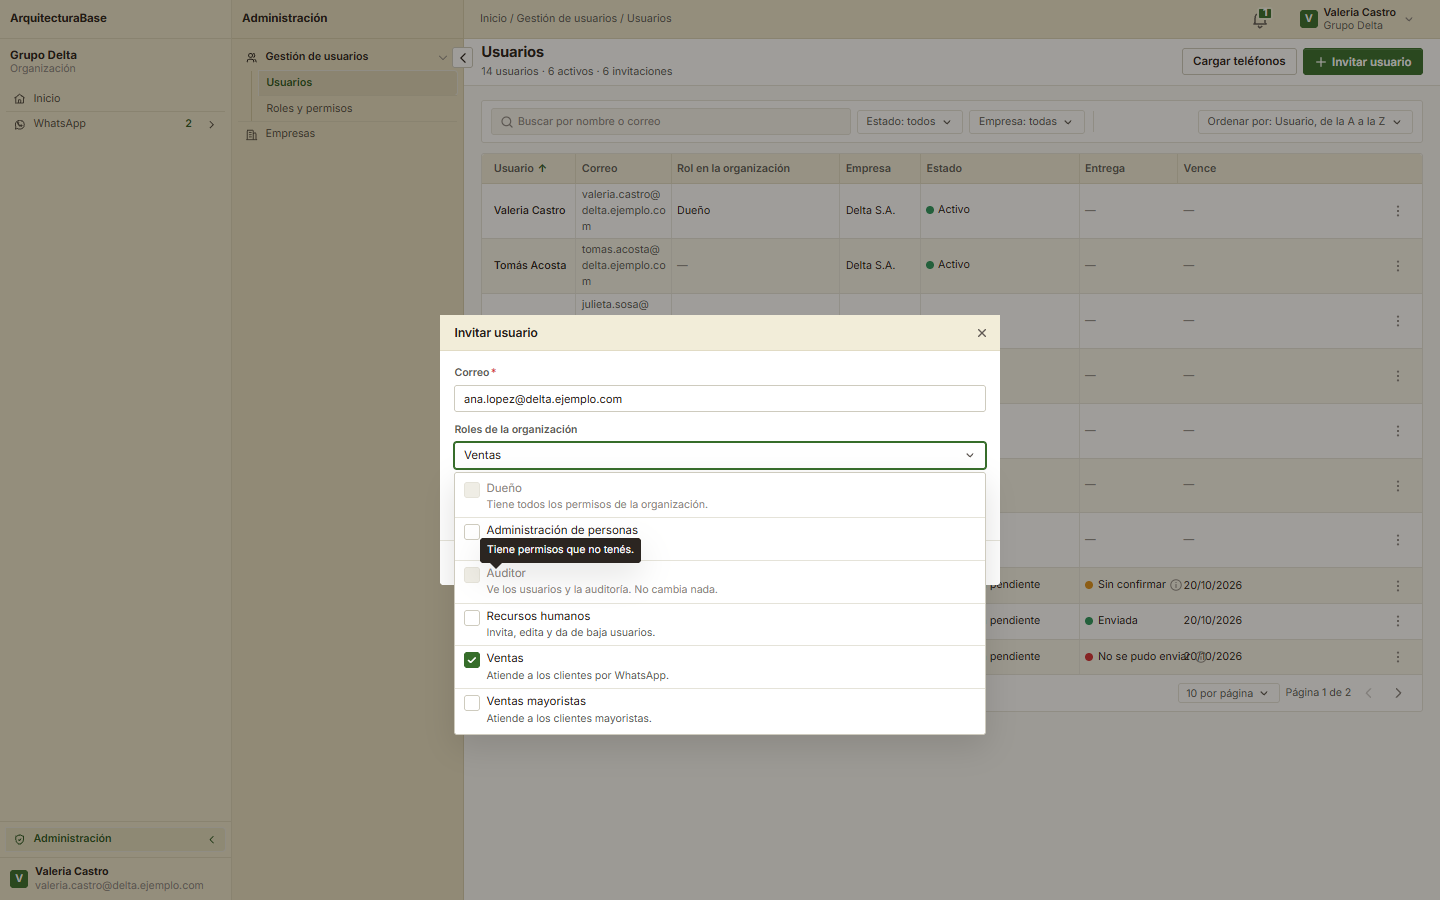 ArquitecturaBase
Grupo Delta
Organización
Inicio
WhatsApp 2
Administración
Valeria Castro
valeria.castro@delta.ejemplo.com
Administración
Gestión de usuarios
Usuarios
Roles y permisos
Empresas
Inicio / Gestión de usuarios / Usuarios
1
V
Valeria Castro
Grupo Delta
Usuarios
14 usuarios · 6 activos · 6 invitaciones
Cargar teléfonos
Invitar usuario
Buscar por nombre o correo
Estado: todos
Empresa: todas
Ordenar por: Usuario, de la A a la Z
Usuario Correo Rol en la organización Empresa Estado Entrega Vence
valeria.castro@
Valeria Castro delta.ejemplo.co Dueño Delta S.A. Activo — —
m
tomas.acosta@
Tomás Acosta delta.ejemplo.co — Delta S.A. Activo — —
m
julieta.sosa@
— —
— —
— —
— —
— —
pendiente Sin confirmar 20/10/2026
pendiente Enviada 20/10/2026
pendiente No se pudo enviar 20/10/2026
10 por página
Página 1 de 2
Invitar usuario
Correo*
ana.lopez@delta.ejemplo.com
Roles de la organización
Ventas
Dueño
Tiene todos los permisos de la organización.
Administración de personas
Tiene permisos que no tenés.
Auditor
Ve los usuarios y la auditoría. No cambia nada.
Recursos humanos
Invita, edita y da de baja usuarios.
Ventas
Atiende a los clientes por WhatsApp.
Ventas mayoristas
Atiende a los clientes mayoristas.
V